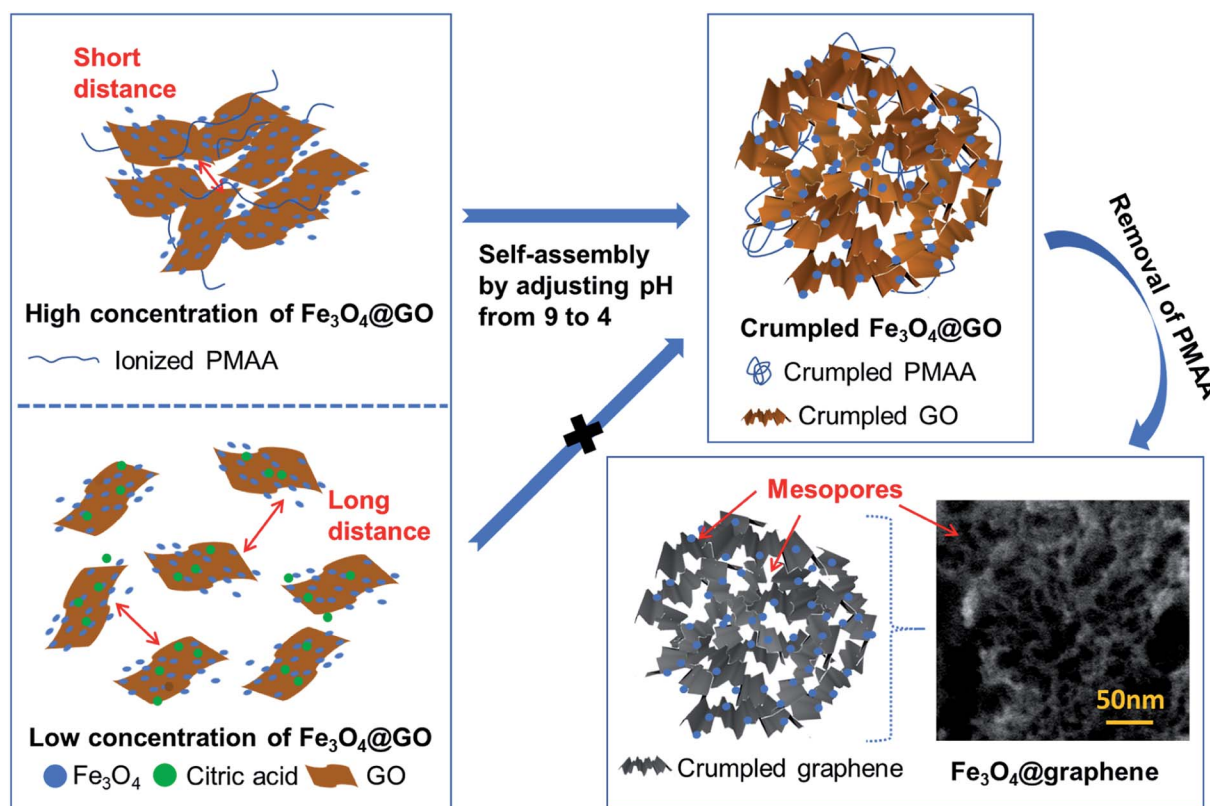 Short
distance
High concentration of Fe₃O₄@GO
Ionized PMAA
Long
distance
Low concentration of Fe₃O₄@GO
Fe₃O₄
Citric acid
GO
Self-assembly
by adjusting pH
from 9 to 4
Crumpled Fe₃O₄@GO
Crumpled PMAA
Crumpled GO
Removal of PMAA
Mesopores
50nm
Crumpled graphene
Fe₃O₄@graphene